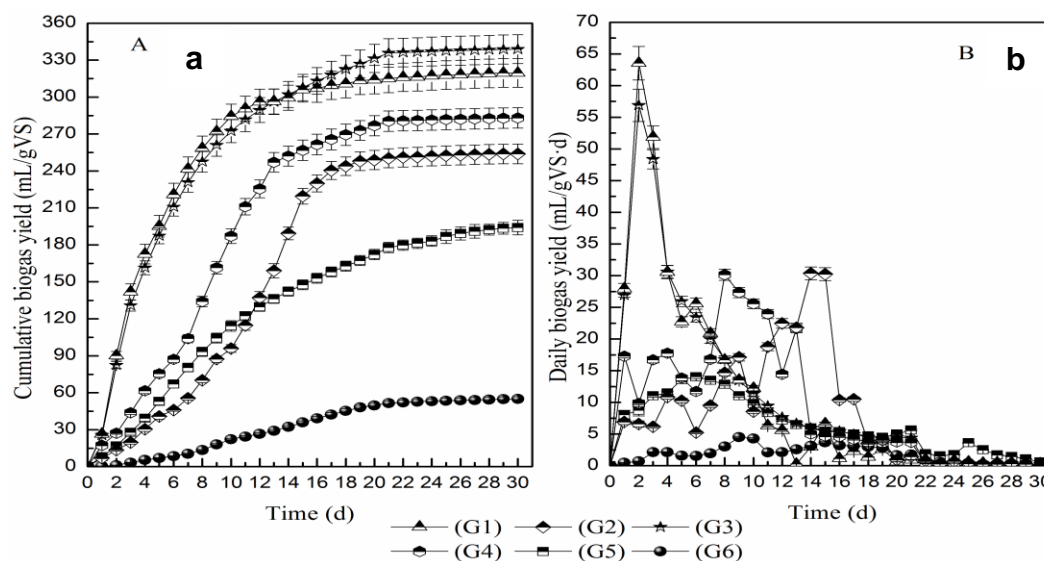 A
a
Cumulative biogas yield (mL/gVS)
360
330
300
270
240
210
180
150
120
90
60
30
0
0 2 4 6 8 10 12 14 16 18 20 22 24 26 28 30
Time (d)
B
b
Daily biogas yield (mL/gVS·d)
70
65
60
55
50
45
40
35
30
25
20
15
10
5
0
0 2 4 6 8 10 12 14 16 18 20 22 24 26 28 30
Time (d)
(G1) (G2) (G3)
(G4) (G5) (G6)